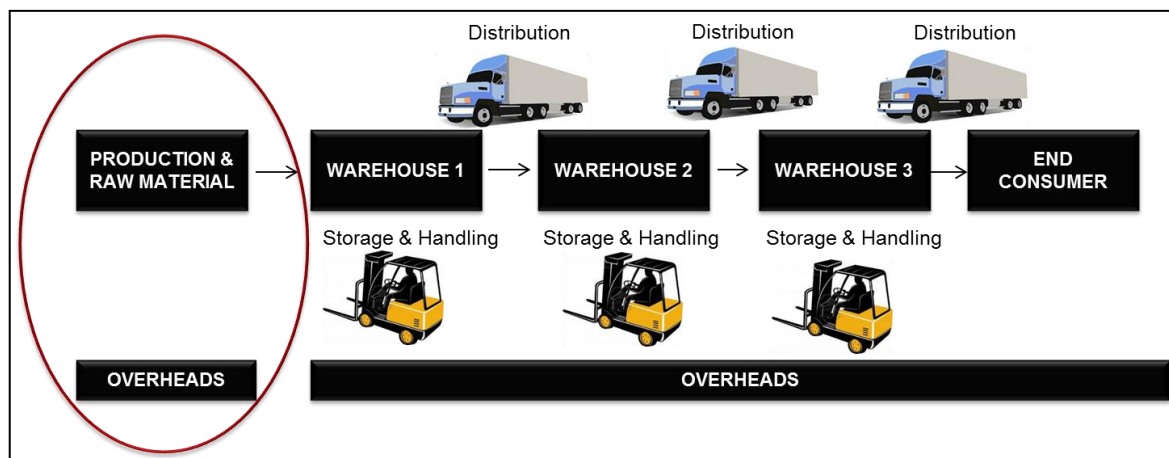 Distribution
Distribution
Distribution
PRODUCTION &
RAW MATERIAL
WAREHOUSE 1
WAREHOUSE 2
WAREHOUSE 3
END
CONSUMER
Storage & Handling
Storage & Handling
Storage & Handling
OVERHEADS
OVERHEADS